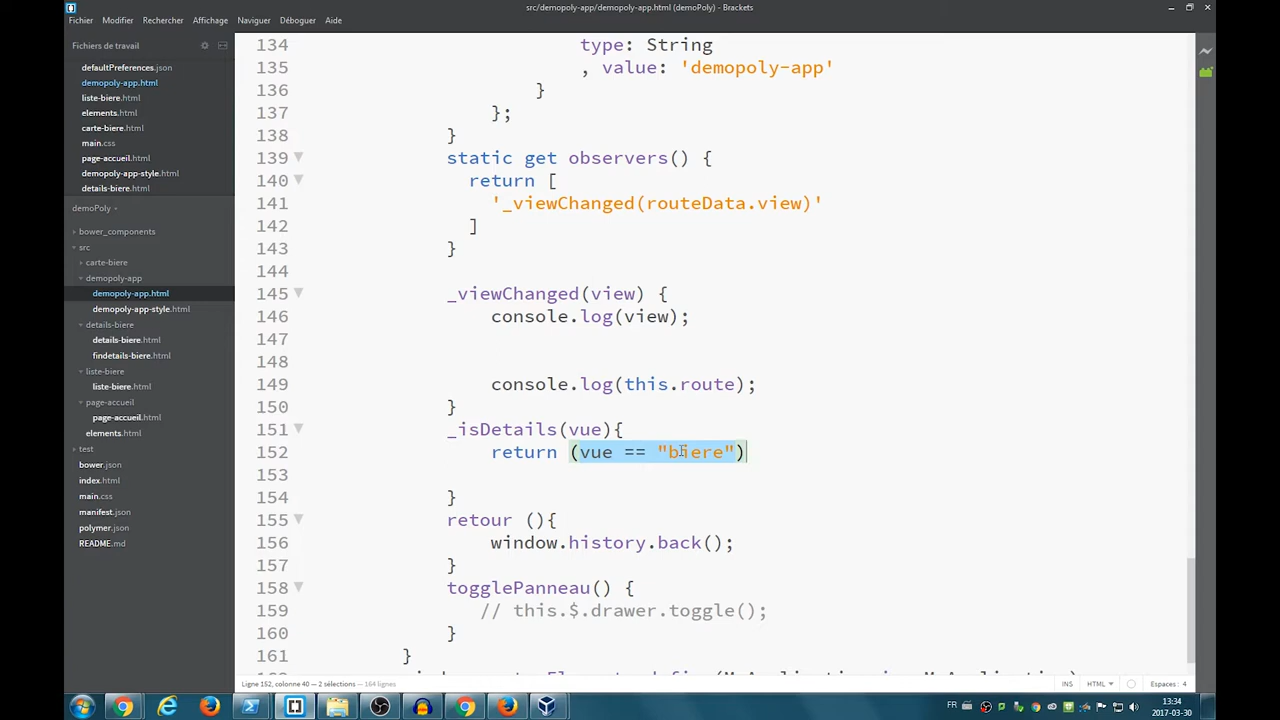 src/demopoly-app/demopoly-app.html (demoPoly) - Brackets
Fichier Modifier Rechercher Affichage Naviguer Déboguer Aide
Fichiers de travail
defaultPreferences.json
demopoly-app.html
liste-biere.html
elements.html
carte-biere.html
main.css
page-accueil.html
demopoly-app-style.html
details-biere.html
demoPoly
bower_components
src
carte-biere
demopoly-app
demopoly-app.html
demopoly-app-style.html
details-biere
details-biere.html
findetails-biere.html
liste-biere
liste-biere.html
page-accueil
page-accueil.html
elements.html
test
bower.json
index.html
main.css
manifest.json
polymer.json
README.md
134 type: String
135 , value: 'demopoly-app'
136 }
137 };
138 }
139 static get observers() {
140 return [
141 '_viewChanged(routeData.view)'
142 ]
143 }
144
145 _viewChanged(view) {
146 console.log(view);
147
148
149 console.log(this.route);
150 }
151 _isDetails(vue){
152 return (vue == "biere")
153
154 }
155 retour (){
156 window.history.back();
157 }
158 togglePanneau() {
159 // this.$.drawer.toggle();
160 }
161 }
Ligne 152, colonne 40 — 2 sélections — 164 lignes
INS HTML Espaces: 4
FR
13:34
2017-03-30